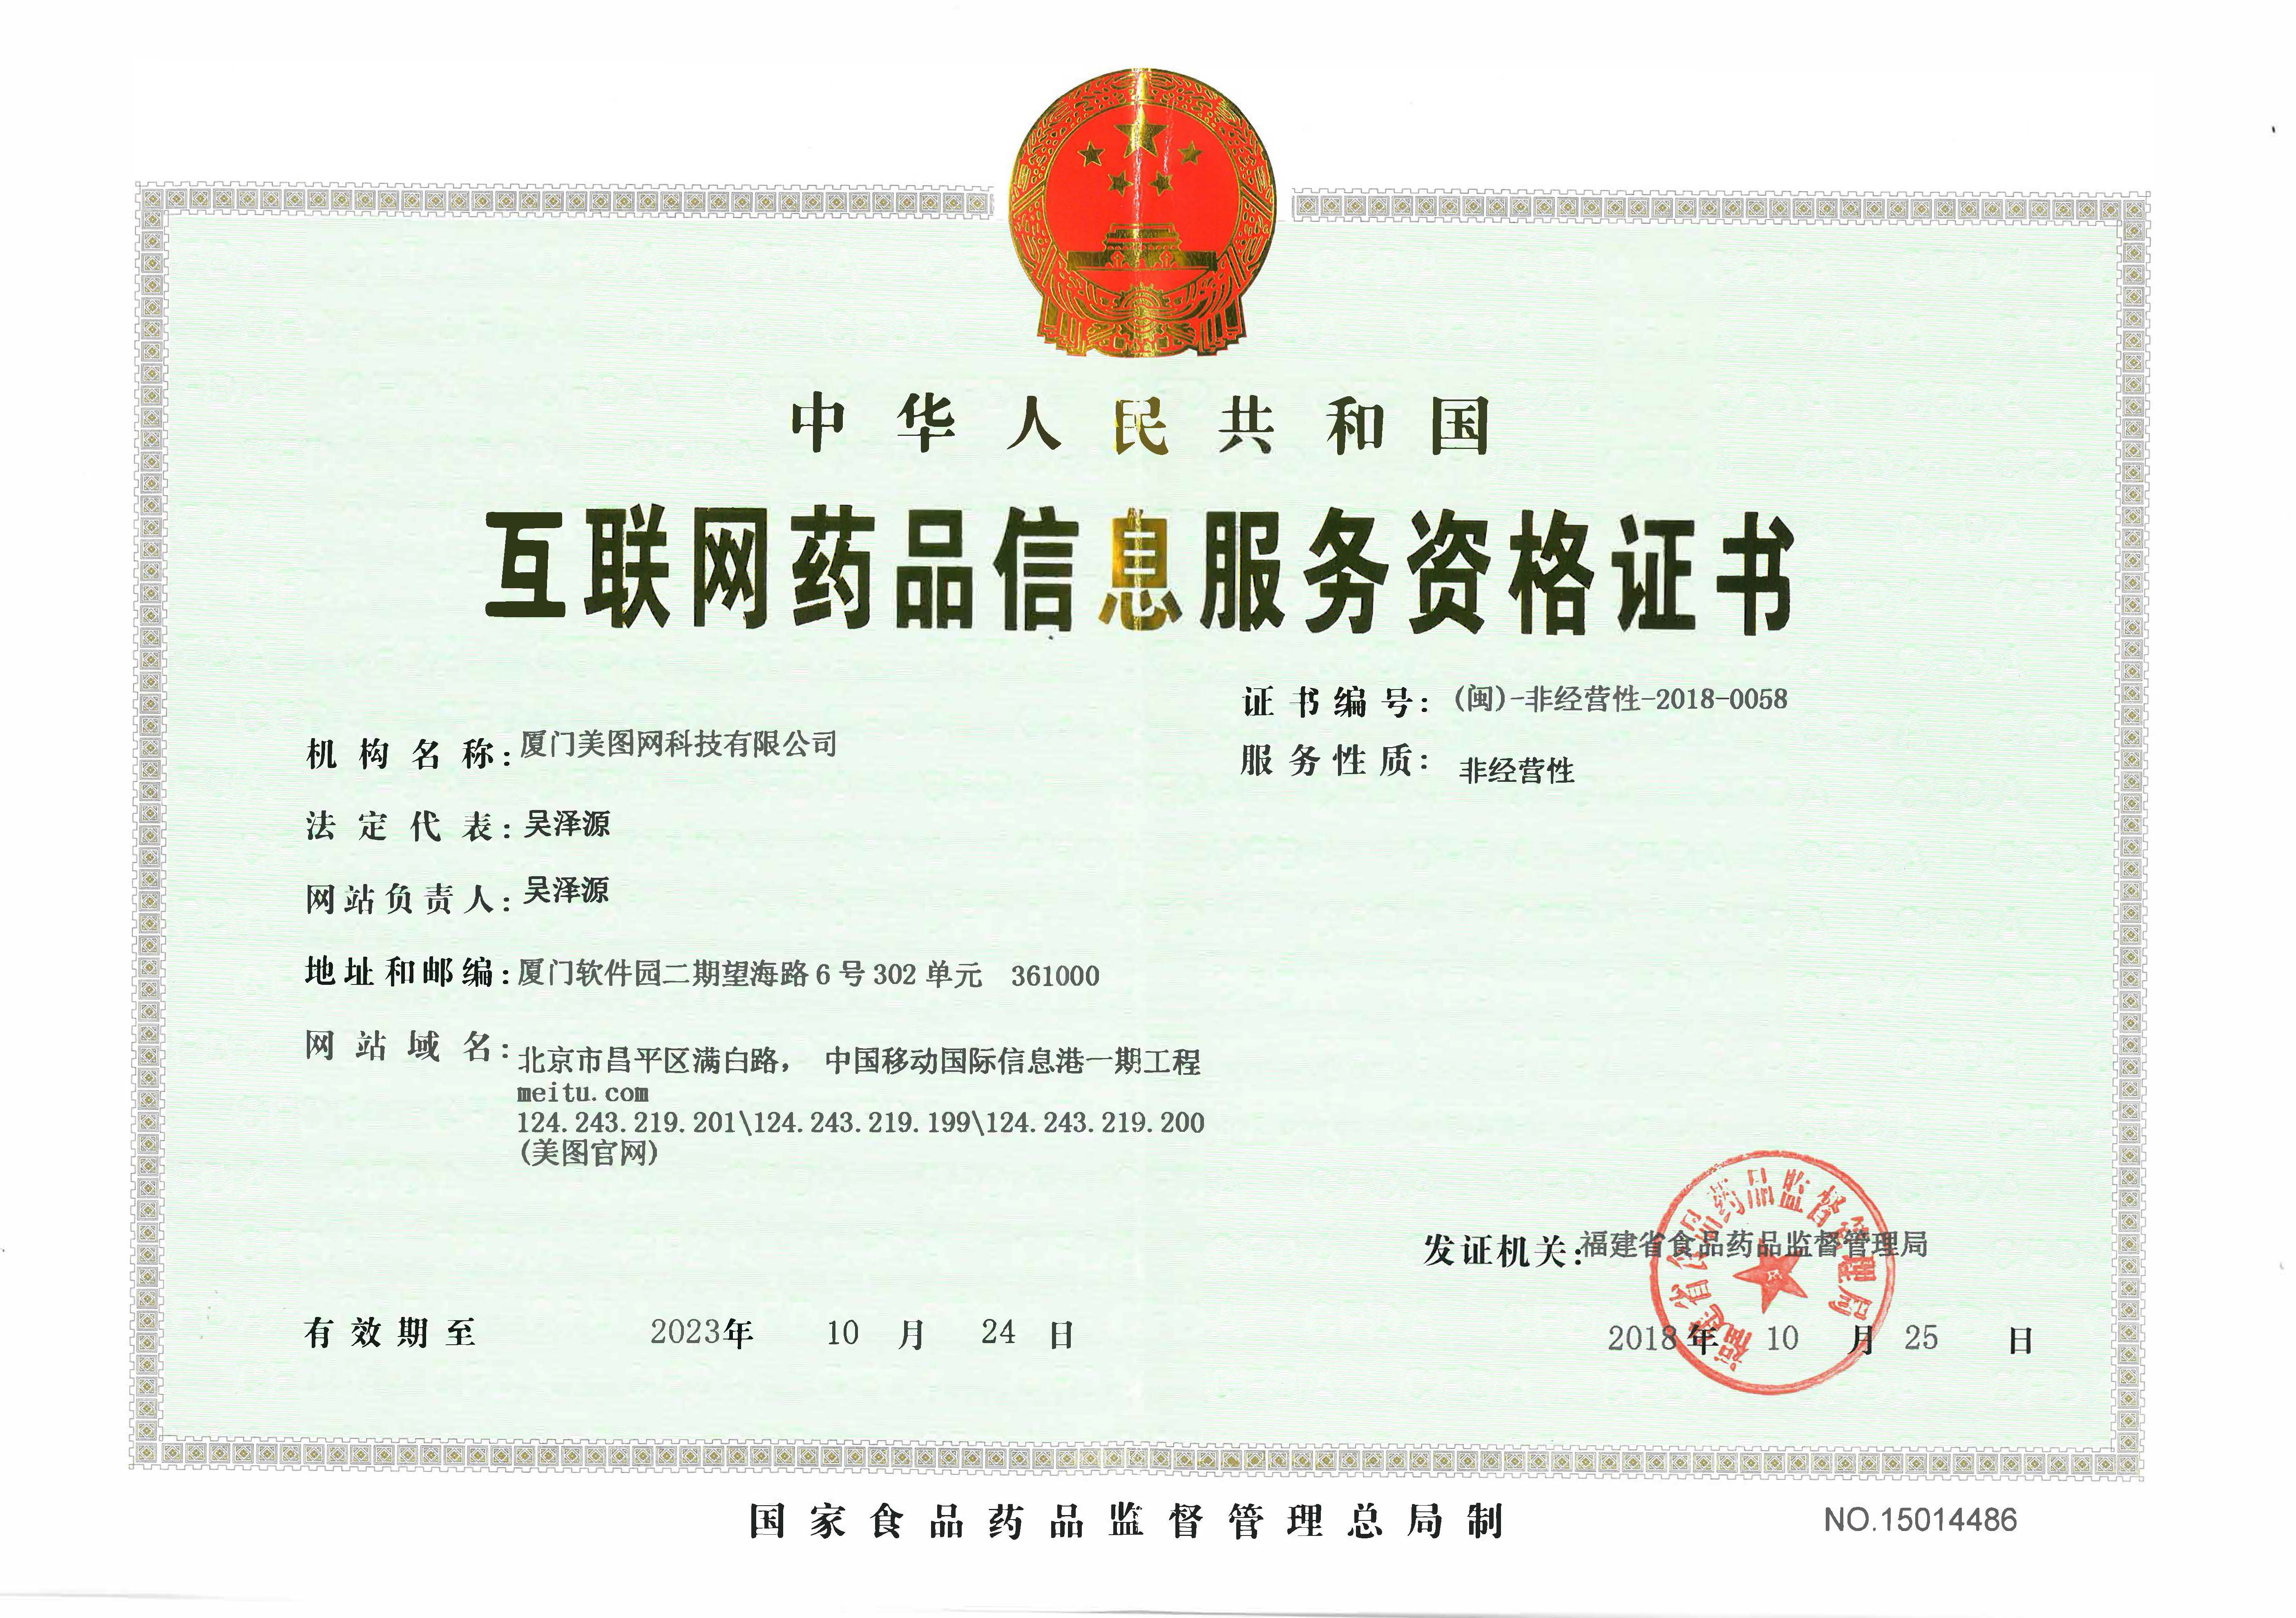 中华人民共和国
互联网药品信息服务资格证书
证书编号：(闽)-非经营性-2018-0058
机构名称：厦门美图网科技有限公司
服务性质：非经营性
法定代表：吴泽源
网站负责人：吴泽源
地址和邮编：厦门软件园二期望海路6号302单元 361000
网站域名：北京市昌平区满白路， 中国移动国际信息港一期工程
meitu.com
124.243.219.201\124.243.219.199\124.243.219.200
(美图官网)
福建省食品药品监督管理局
发证机关：福建省食品药品监督管理局
有效期至 2023年 10 月 24 日
2018年 10 月 25 日
国家食品药品监督管理总局制
NO.15014486